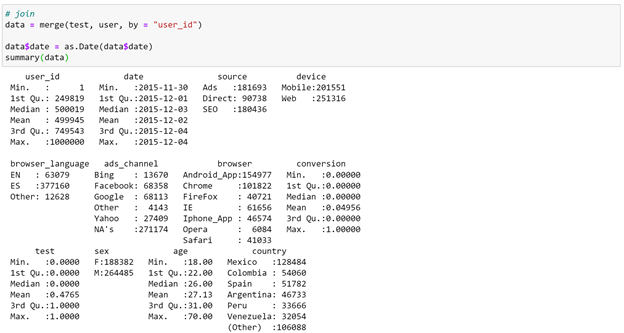 # join
data = merge(test, user, by = "user_id")
data$date = as.Date(data$date)
summary(data)
user_id date source device
Min. : 1 Min. :2015-11-30 Ads :181693 Mobile:201551
1st Qu.: 249819 1st Qu.:2015-12-01 Direct: 90738 Web :251316
Median : 500019 Median :2015-12-03 SEO :180436
Mean : 499945 Mean :2015-12-02
3rd Qu.: 749543 3rd Qu.:2015-12-04
Max. :1000000 Max. :2015-12-04
browser_language ads_channel browser conversion
EN : 63079 Bing : 13670 Android_App:154977 Min. :0.00000
ES :377160 Facebook: 68358 Chrome :101822 1st Qu.:0.00000
Other: 12628 Google : 68113 FireFox : 40721 Median :0.00000
Other : 4143 IE : 61656 Mean :0.04956
Yahoo : 27409 Iphone_App : 46574 3rd Qu.:0.00000
NA's :271174 Opera : 6084 Max. :1.00000
Safari : 41033
test sex age country
Min. :0.0000 F:188382 Min. :18.00 Mexico :128484
1st Qu.:0.0000 M:264485 1st Qu.:22.00 Colombia : 54060
Median :0.0000 Median :26.00 Spain : 51782
Mean :0.4765 Mean :27.13 Argentina: 46733
3rd Qu.:1.0000 3rd Qu.:31.00 Peru : 33666
Max. :1.0000 Max. :70.00 Venezuela: 32054
(Other) :106088